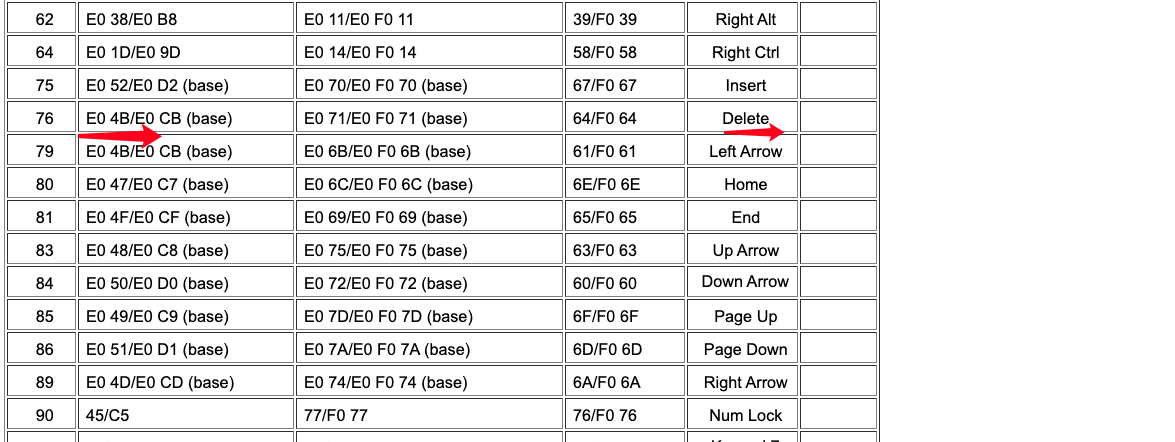 62 E0 38/E0 B8 E0 11/E0 F0 11 39/F0 39 Right Alt
64 E0 1D/E0 9D E0 14/E0 F0 14 58/F0 58 Right Ctrl
75 E0 52/E0 D2 (base) E0 70/E0 F0 70 (base) 67/F0 67 Insert
76 E0 4B/E0 CB (base) E0 71/E0 F0 71 (base) 64/F0 64 Delete
79 E0 4B/E0 CB (base) E0 6B/E0 F0 6B (base) 61/F0 61 Left Arrow
80 E0 47/E0 C7 (base) E0 6C/E0 F0 6C (base) 6E/F0 6E Home
81 E0 4F/E0 CF (base) E0 69/E0 F0 69 (base) 65/F0 65 End
83 E0 48/E0 C8 (base) E0 75/E0 F0 75 (base) 63/F0 63 Up Arrow
84 E0 50/E0 D0 (base) E0 72/E0 F0 72 (base) 60/F0 60 Down Arrow
85 E0 49/E0 C9 (base) E0 7D/E0 F0 7D (base) 6F/F0 6F Page Up
86 E0 51/E0 D1 (base) E0 7A/E0 F0 7A (base) 6D/F0 6D Page Down
89 E0 4D/E0 CD (base) E0 74/E0 F0 74 (base) 6A/F0 6A Right Arrow
90 45/C5 77/F0 77 76/F0 76 Num Lock